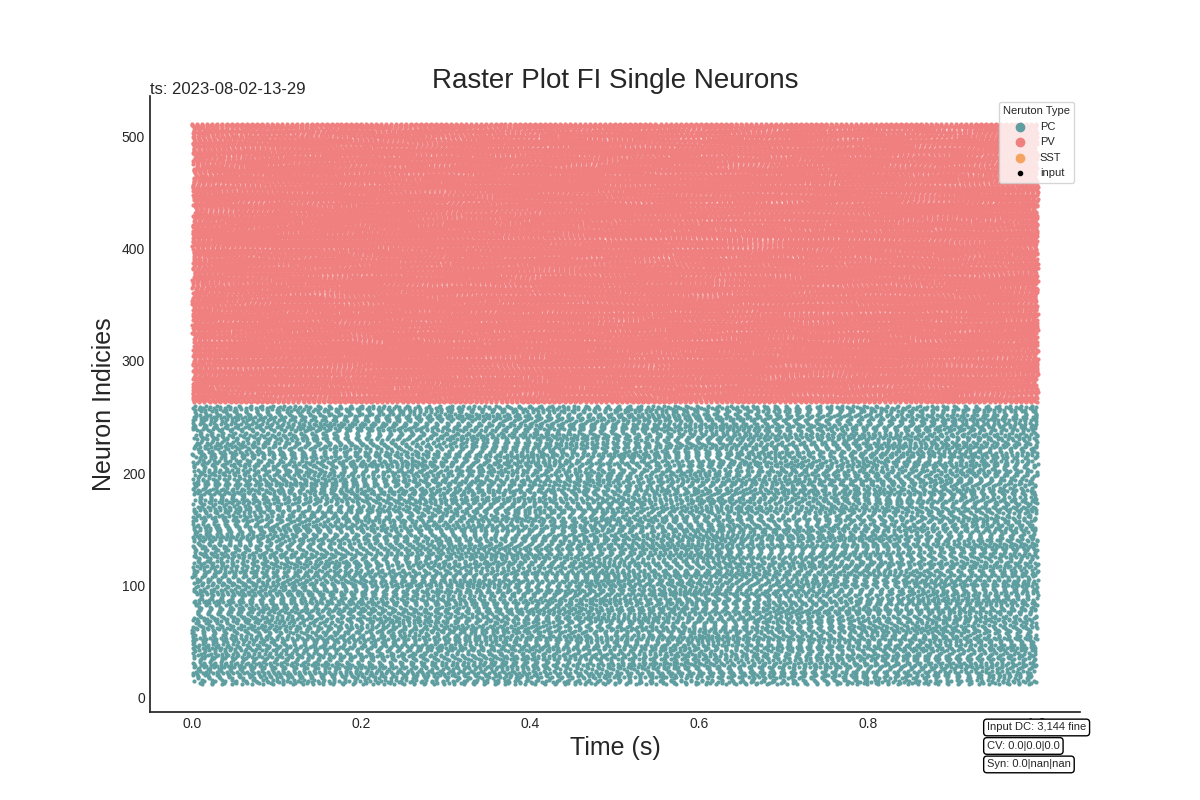 Raster Plot FI Single Neurons
ts: 2023-08-02-13-29
Neruton Type
PC
PV
SST
input
Neuron Indicies
500
400
300
200
100
0
0.0
0.2
0.4
0.6
0.8
Time (s)
Input DC: 3,144 fine
CV: 0.0|0.0|0.0
Syn: 0.0|nan|nan